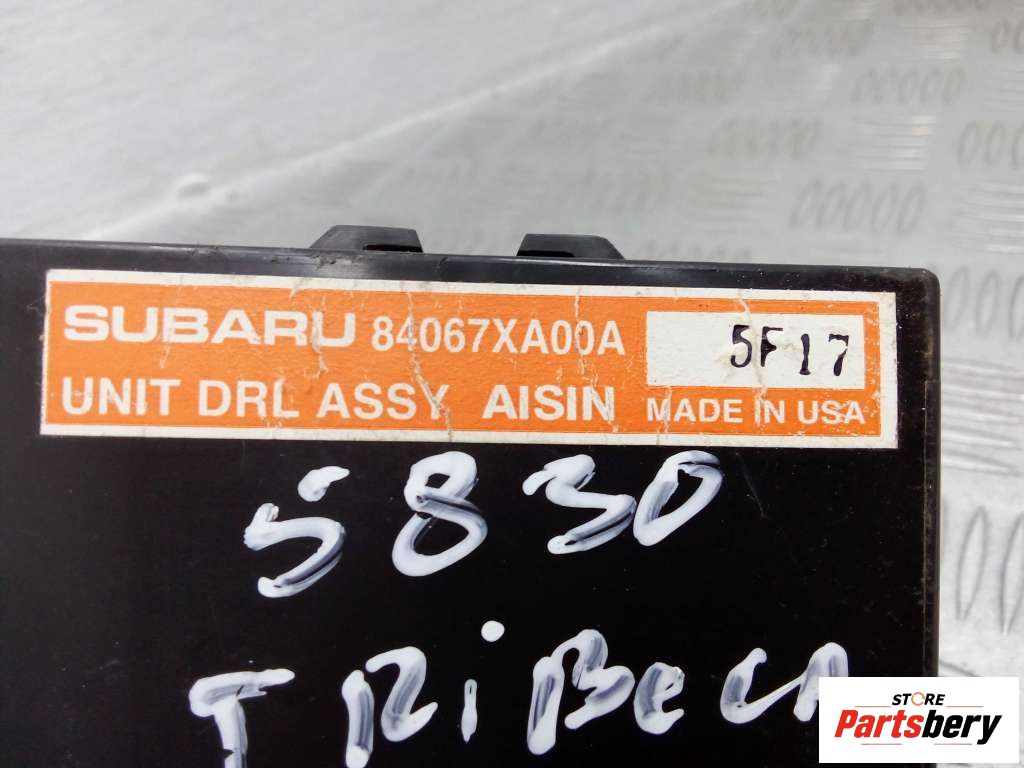 SUBARU 84067XA00A 5F17
UNIT DRL ASSY AISIN MADE IN USA
5830
TRiBeCA
STORE
Partsbery